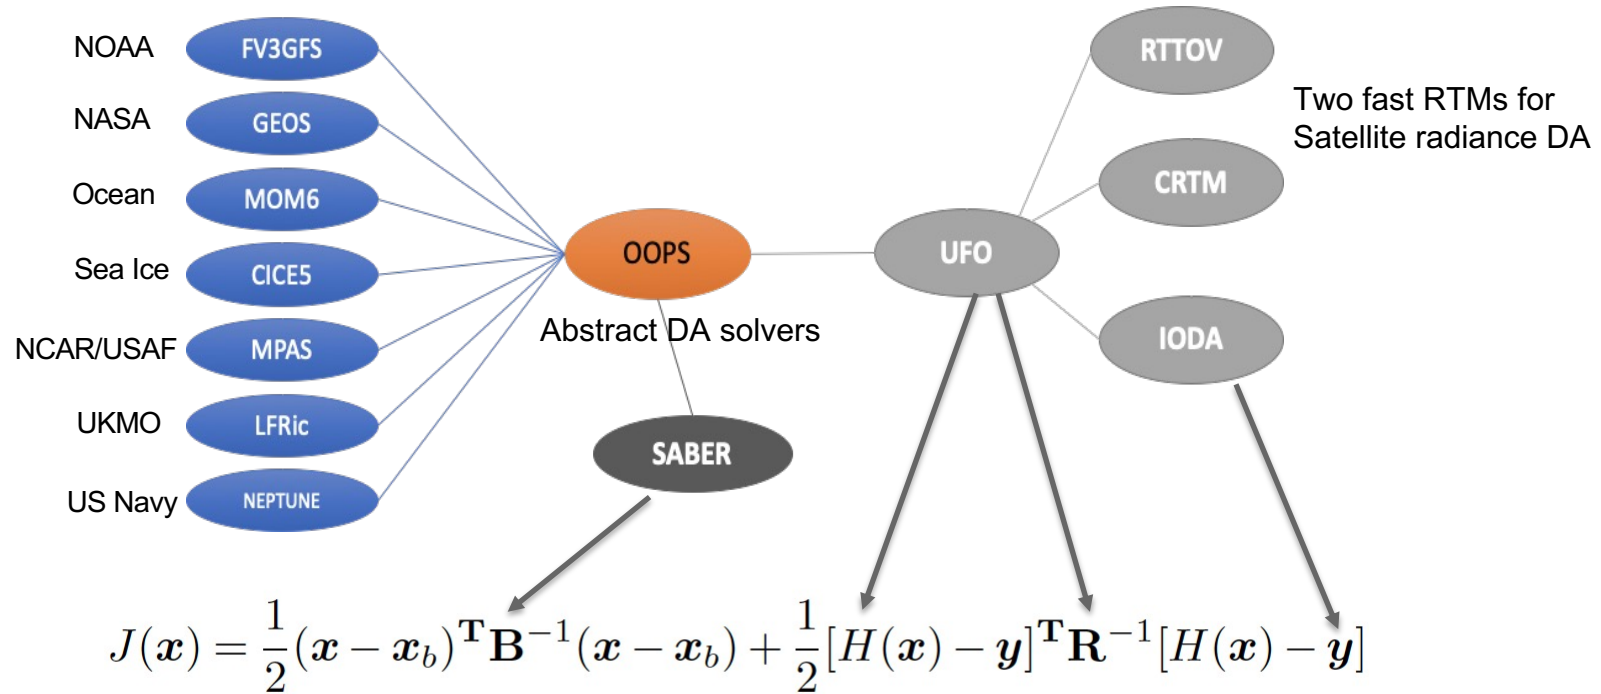 NOAA FV3GFS
NASA GEOS
Ocean MOM6
Sea Ice CICE5
NCAR/USAF MPAS
UKMO LFRic
US Navy NEPTUNE
OOPS
Abstract DA solvers
SABER
UFO
RTTOV
CRTM
IODA
Two fast RTMs for
Satellite radiance DA
J(x) = \frac{1}{2}(x − x_b)^T B^{−1}(x − x_b) + \frac{1}{2}[H(x) − y]^T R^{−1}[H(x) − y]